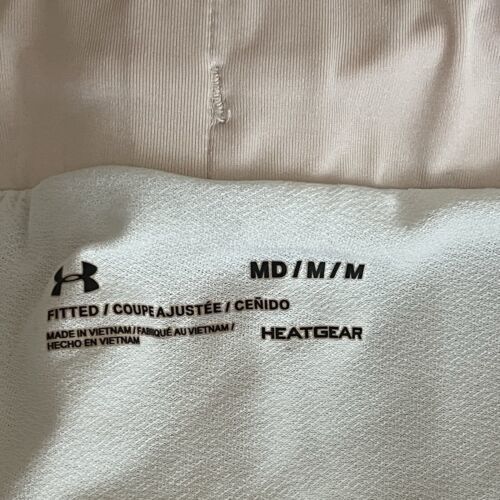 MD / M / M
FITTED / COUPE AJUSTÉE / CEÑIDO
MADE IN VIETNAM / FABRIQUÉ AU VIETNAM /
HECHO EN VIETNAM
HEATGEAR